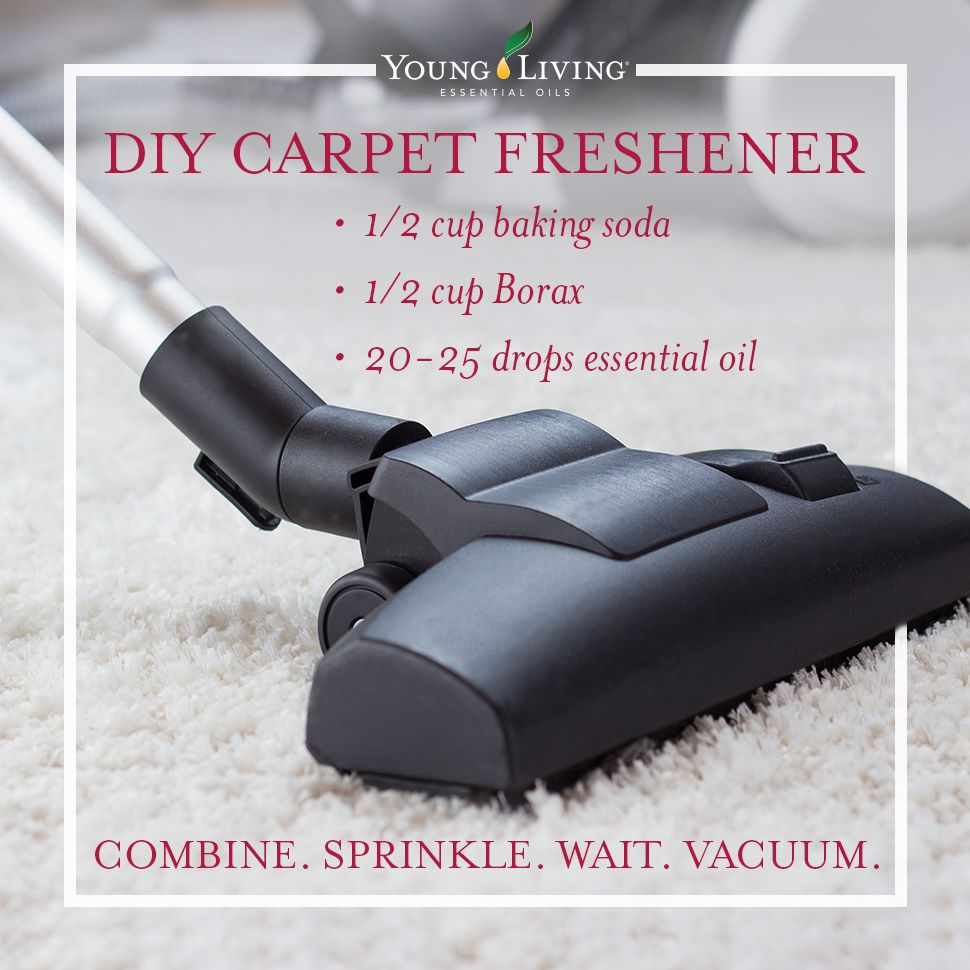 YOUNG LIVING®
ESSENTIAL OILS
DIY CARPET FRESHENER
• 1/2 cup baking soda
• 1/2 cup Borax
• 20–25 drops essential oil
COMBINE. SPRINKLE. WAIT. VACUUM.